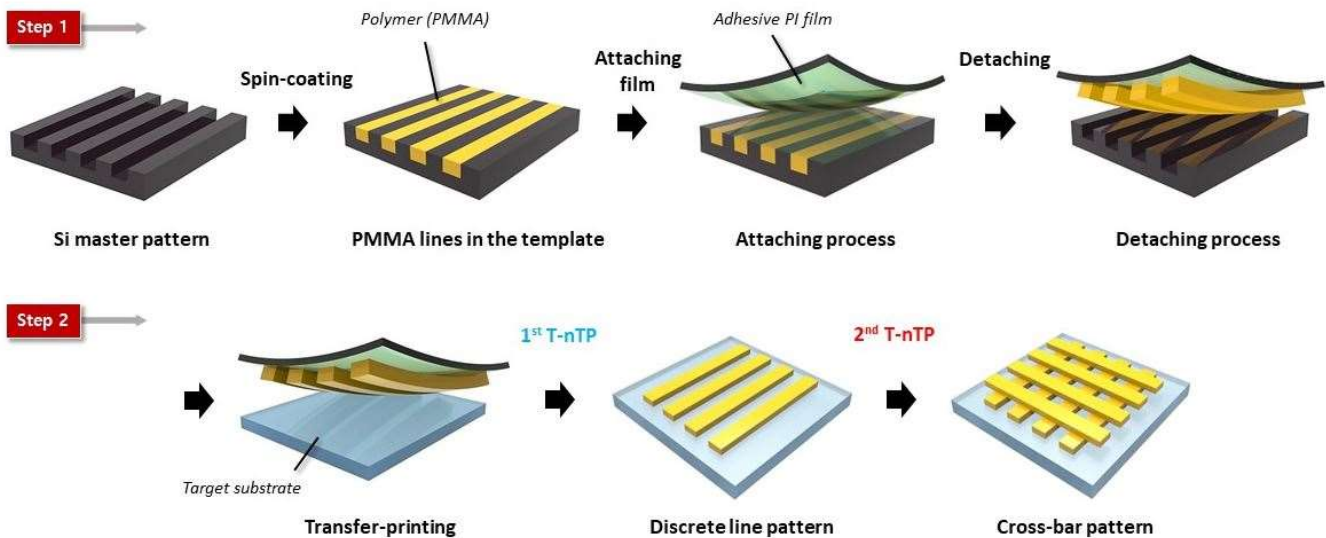 Step 1
Polymer (PMMA)
Adhesive PI film
Spin-coating
Attaching
film
Detaching
Si master pattern
PMMA lines in the template
Attaching process
Detaching process
Step 2
1st T-nTP
2nd T-nTP
Target substrate
Transfer-printing
Discrete line pattern
Cross-bar pattern